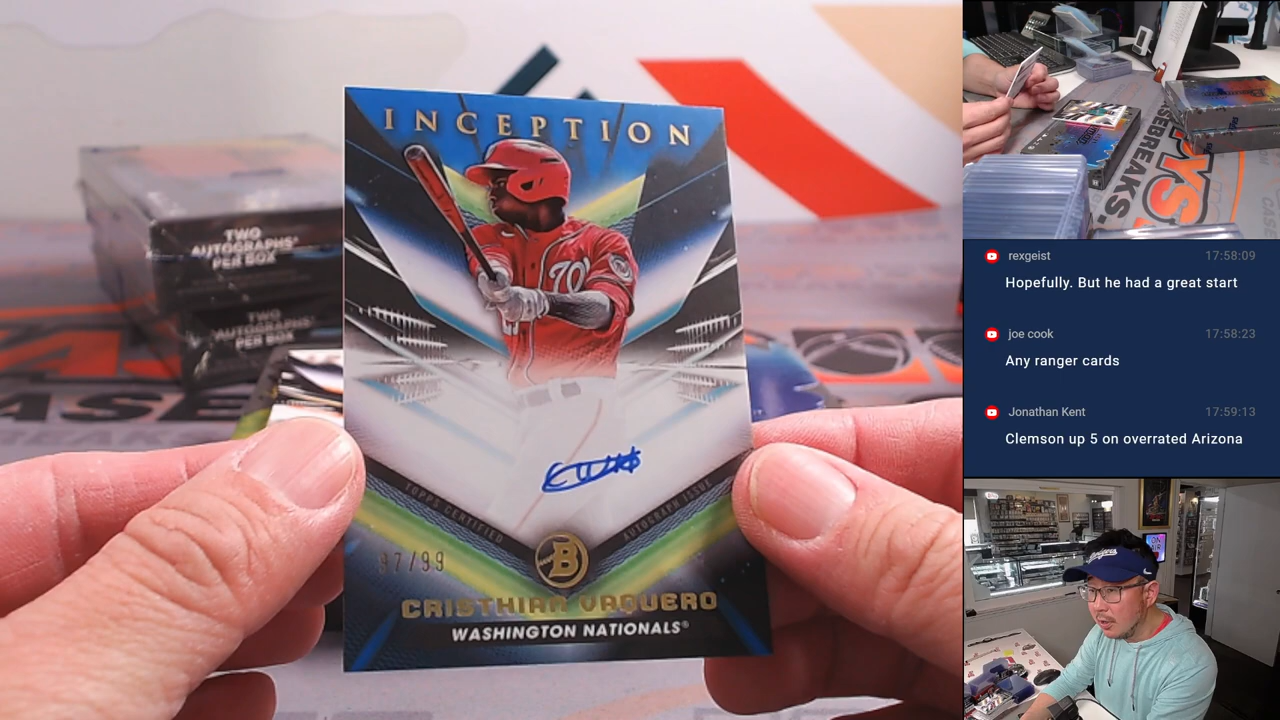 INCEPTION
TOPPS CERTIFIED
AUTOGRAPH ISSUE
B
97/99
CRISTHIAN VAQUERO
WASHINGTON NATIONALS®
W
TWO
AUTOGRAPHS
PER BOX
TWO
AUTOGRAPHS
PER BOX
CASE
CASEBREAKS.
rexgeist 17:58:09
Hopefully. But he had a great start
joe cook 17:58:23
Any ranger cards
Jonathan Kent 17:59:13
Clemson up 5 on overrated Arizona